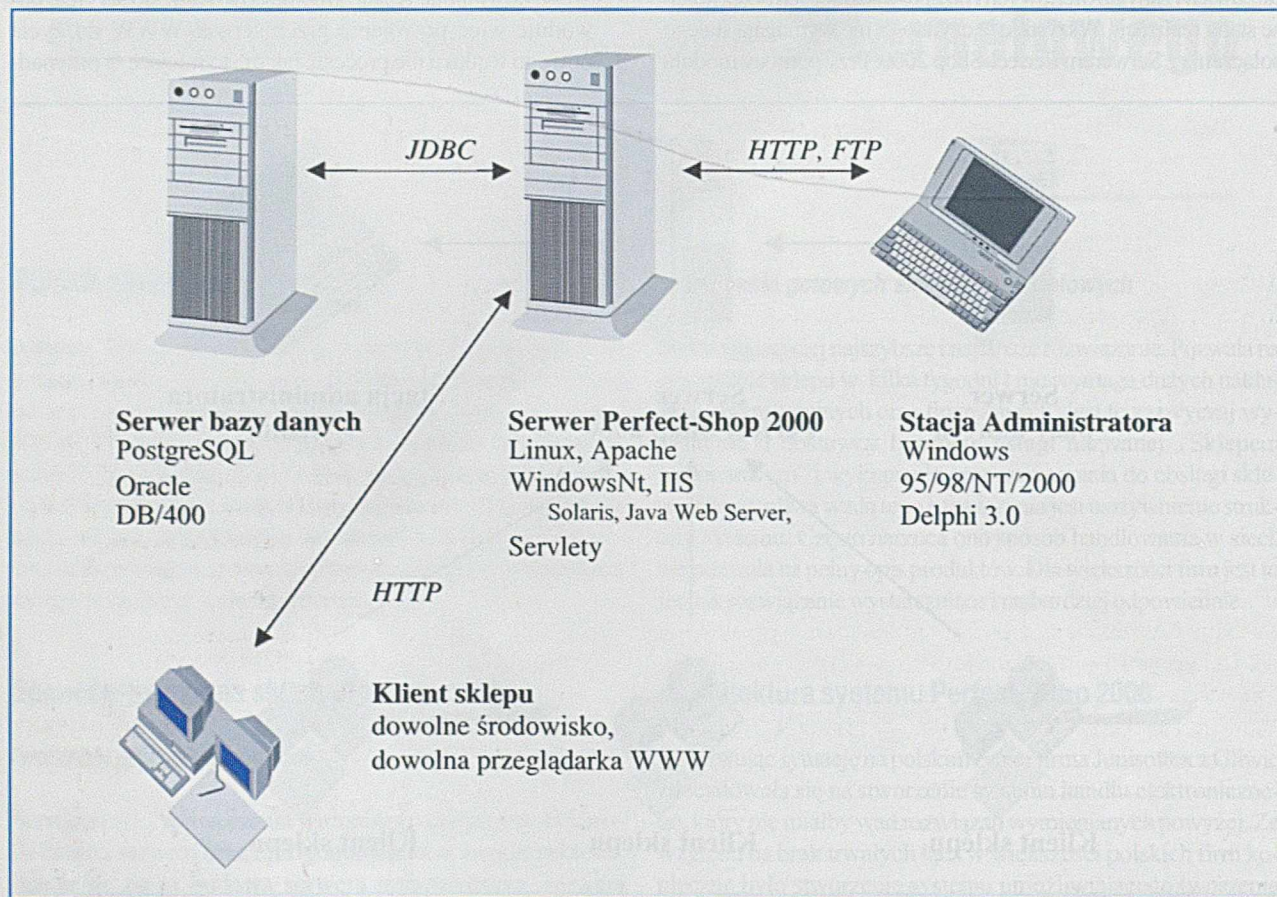 JDBC
HTTP, FTP
Serwer bazy danych
PostgreSQL
Oracle
DB/400
Serwer Perfect-Shop 2000
Linux, Apache
WindowsNt, IIS
Solaris, Java Web Server,
Servlety
Stacja Administratora
Windows
95/98/NT/2000
Delphi 3.0
HTTP
Klient sklepu
dowolne środowisko,
dowolna przeglądarka WWW